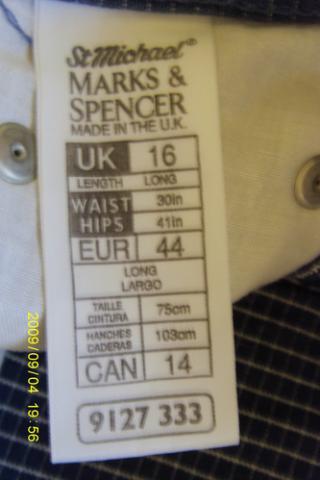 St Michael®
MARKS &
SPENCER
MADE IN THE U.K.
UK 16
LENGTH LONG
WAIST 30in
HIPS 41in
EUR 44
LONG
LARGO
TAILLE
CINTURA 75cm
HANCHES
CADERAS 103cm
CAN 14
9127 333
2009/09/04 19:56